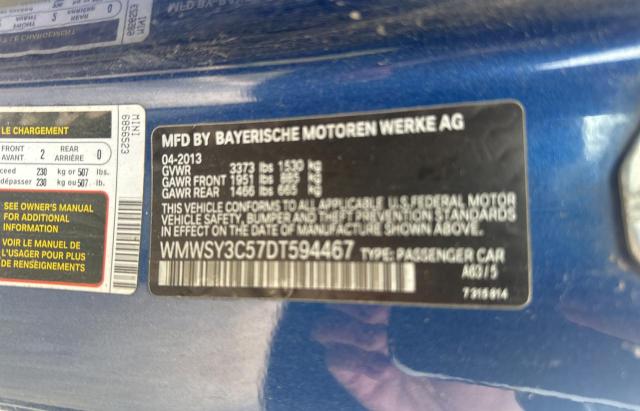 LE CHARGEMENT
FRONT AVANT 2 REAR ARRIÈRE 0
ceed 230 kg or 507 lbs.
dépasser 230 kg ou 507 lb.
SEE OWNER'S MANUAL
FOR ADDITIONAL
INFORMATION
VOIR LE MANUEL DE
L'USAGER POUR PLUS
DE RENSEIGNEMENTS
MINI
6856523
MFD BY BAYERISCHE MOTOREN WERKE AG
04-2013
GVWR 3373 lbs 1530 kg
GAWR FRONT 1951 lbs 885 kg
GAWR REAR 1466 lbs 665 kg
THIS VEHICLE CONFORMS TO ALL APPLICABLE U.S. FEDERAL MOTOR
VEHICLE SAFETY, BUMPER AND THEFT PREVENTION STANDARDS
IN EFFECT ON THE DATE OF MANUFACTURE SHOWN ABOVE.
WMWSY3C57DT594467 TYPE: PASSENGER CAR
A63 / 5
7 315 814